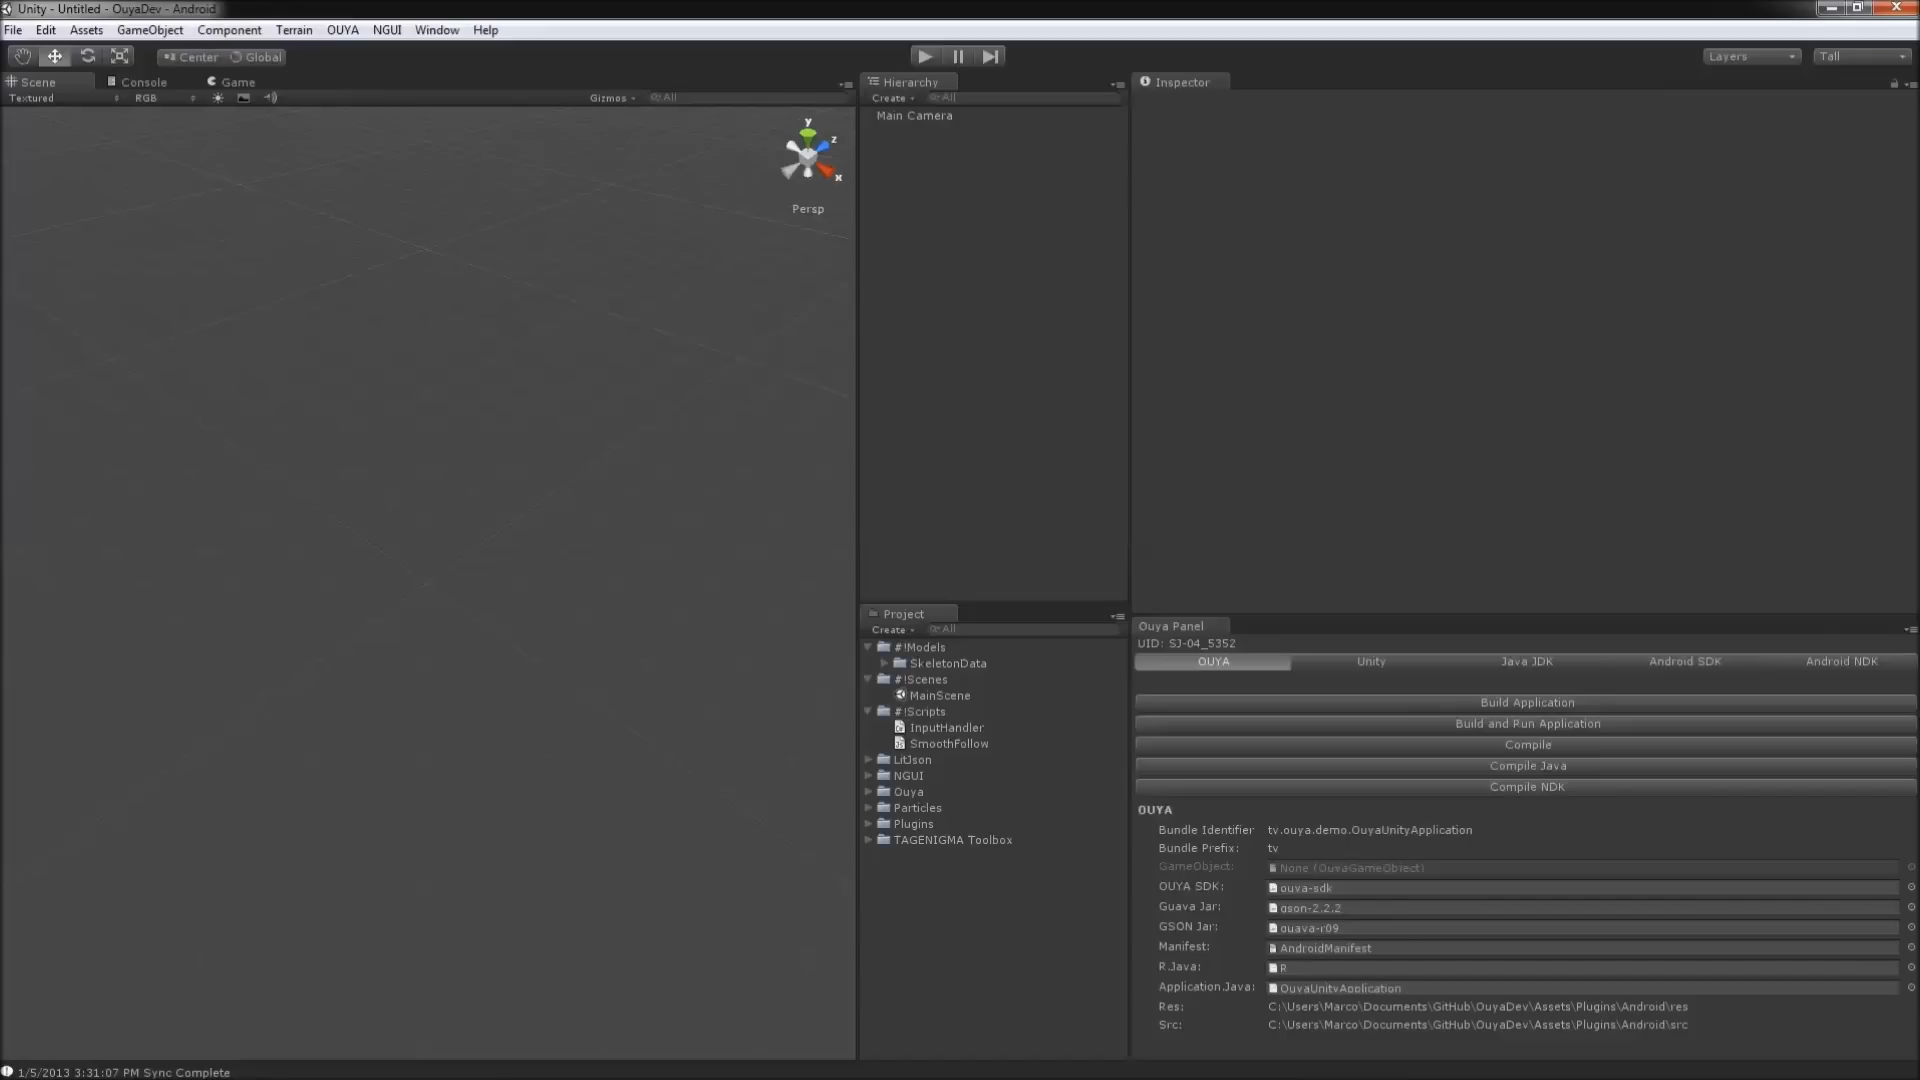 Unity - Untitled - OuyaDev - Android
File Edit Assets GameObject Component Terrain OUYA NGUI Window Help
Center Global Layers Tall
Scene Console Game
Textured RGB Gizmos All
y
z
x
Persp
Hierarchy
Create All
Main Camera
Project
Create All
#!Models
SkeletonData
#!Scenes
MainScene
#!Scripts
InputHandler
SmoothFollow
LitJson
NGUI
Ouya
Particles
Plugins
TAGENIGMA Toolbox
Inspector
Ouya Panel
UID: SJ-04_5352
OUYA Unity Java JDK Android SDK Android NDK
Build Application
Build and Run Application
Compile
Compile Java
Compile NDK
OUYA
Bundle Identifier tv.ouya.demo.OuyaUnityApplication
Bundle Prefix: tv
GameObject: None (OuyaGameObject)
OUYA SDK: ouya-sdk
Guava Jar: gson-2.2.2
GSON Jar: guava-r09
Manifest: AndroidManifest
R.Java: R
Application.Java: OuyaUnityApplication
Res: C:\Users\Marco\Documents\GitHub\OuyaDev\Assets\Plugins\Android\res
Src: C:\Users\Marco\Documents\GitHub\OuyaDev\Assets\Plugins\Android\src
1/5/2013 3:31:07 PM Sync Complete